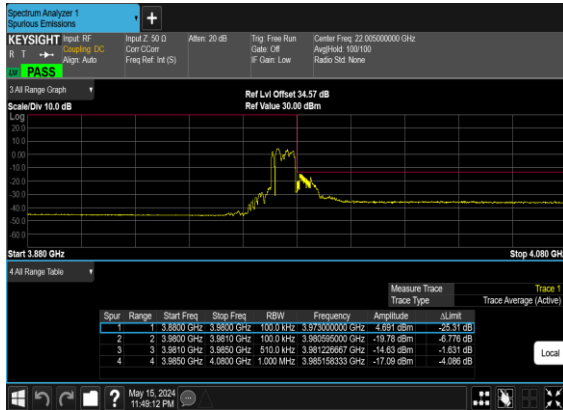 Spectrum Analyzer 1
Spurious Emissions
KEYSIGHT
R T
LXI PASS
Input: RF
Coupling: DC
Align: Auto
Input Z: 50 Ω
Corr CCorr
Freq Ref: Int (S)
Atten: 20 dB
Trig: Free Run
Gate: Off
IF Gain: Low
Center Freq: 22.005000000 GHz
Avg|Hold: 100/100
Radio Std: None
3 All Range Graph
Scale/Div 10.0 dB
Ref Lvl Offset 34.57 dB
Ref Value 30.00 dBm
Log
20.0
10.0
0.00
-10.0
-20.0
-30.0
-40.0
-50.0
-60.0
Start 3.880 GHz
Stop 4.080 GHz
4 All Range Table
Measure Trace Trace 1
Trace Type Trace Average (Active)
Spur Range Start Freq Stop Freq RBW Frequency Amplitude ΔLimit
1 1 3.8800 GHz 3.9800 GHz 100.0 kHz 3.973000000 GHz 4.691 dBm -25.31 dB
2 2 3.9800 GHz 3.9810 GHz 100.0 kHz 3.980595000 GHz -19.78 dBm -6.776 dB
3 3 3.9810 GHz 3.9850 GHz 510.0 kHz 3.981226667 GHz -14.63 dBm -1.631 dB
4 4 3.9850 GHz 4.0800 GHz 1.000 MHz 3.985158333 GHz -17.09 dBm -4.086 dB
Local
?
May 15, 2024
11:49:12 PM